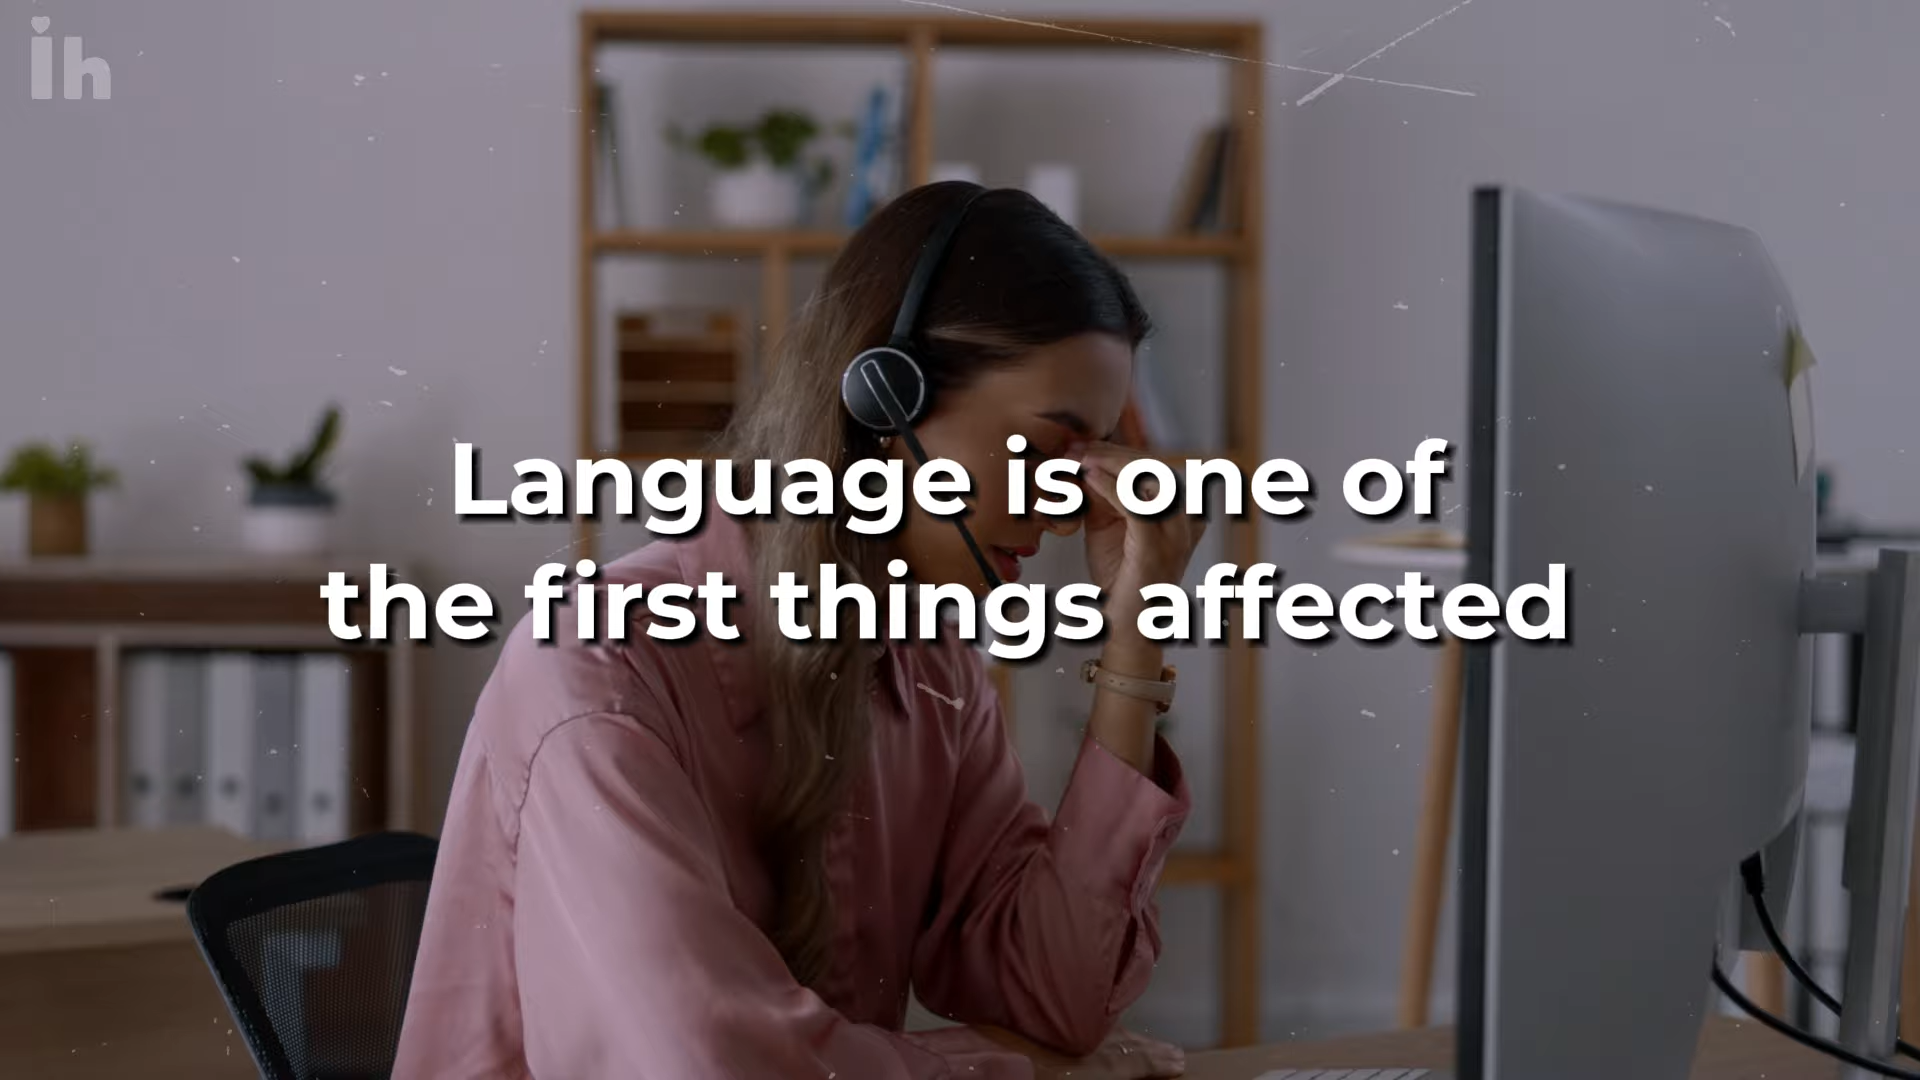 ih
Language is one of
the first things affected